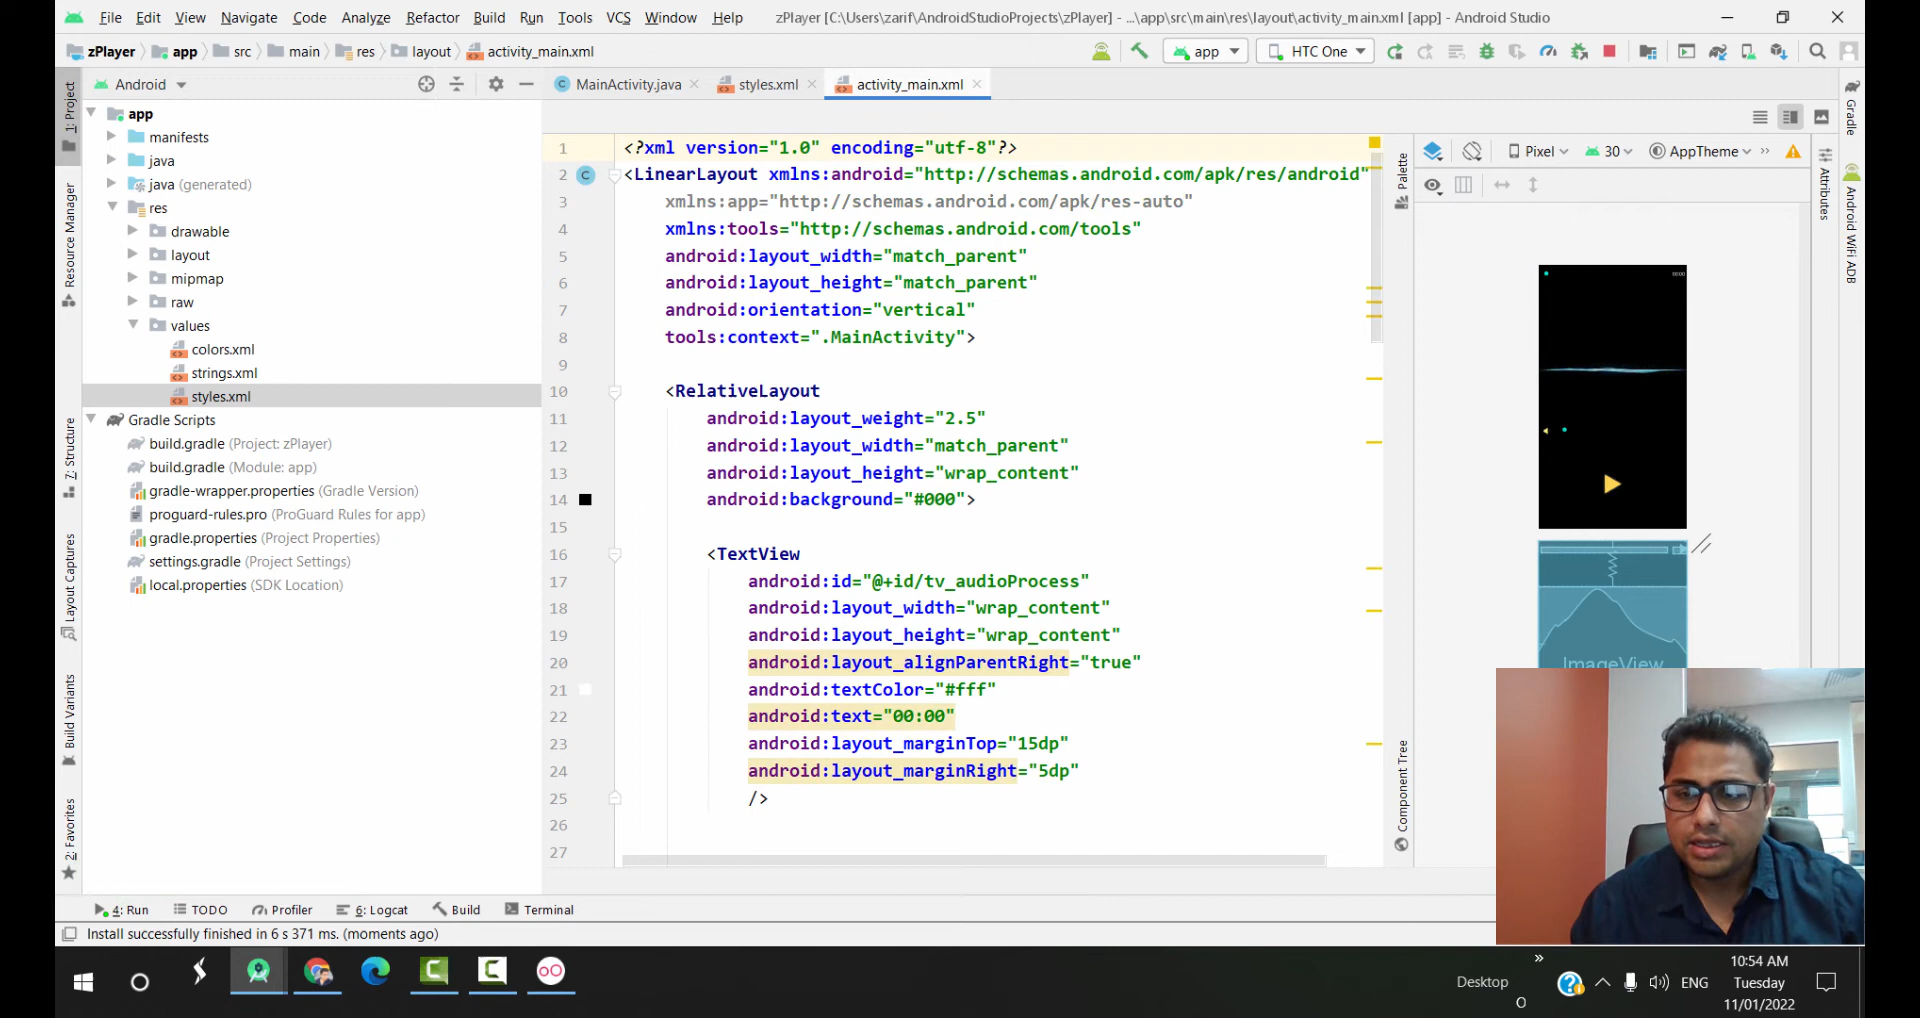 File Edit View Navigate Code Analyze Refactor Build Run Tools VCS Window Help zPlayer [C:\Users\zarif\AndroidStudioProjects\zPlayer] - ...\app\src\main\res\layout\activity_main.xml [app] - Android Studio
zPlayer app src main res layout activity_main.xml app HTC One
Android MainActivity.java styles.xml activity_main.xml
1: Project
Resource Manager
7: Structure
Layout Captures
Build Variants
2: Favorites
app
manifests
java
java (generated)
res
drawable
layout
mipmap
raw
values
colors.xml
strings.xml
styles.xml
Gradle Scripts
build.gradle (Project: zPlayer)
build.gradle (Module: app)
gradle-wrapper.properties (Gradle Version)
proguard-rules.pro (ProGuard Rules for app)
gradle.properties (Project Properties)
settings.gradle (Project Settings)
local.properties (SDK Location)
1 <?xml version="1.0" encoding="utf-8"?>
2 C <LinearLayout xmlns:android="http://schemas.android.com/apk/res/android"
3 xmlns:app="http://schemas.android.com/apk/res-auto"
4 xmlns:tools="http://schemas.android.com/tools"
5 android:layout_width="match_parent"
6 android:layout_height="match_parent"
7 android:orientation="vertical"
8 tools:context=".MainActivity">
9
10 <RelativeLayout
11 android:layout_weight="2.5"
12 android:layout_width="match_parent"
13 android:layout_height="wrap_content"
14 android:background="#000">
15
16 <TextView
17 android:id="@+id/tv_audioProcess"
18 android:layout_width="wrap_content"
19 android:layout_height="wrap_content"
20 android:layout_alignParentRight="true"
21 android:textColor="#fff"
22 android:text="00:00"
23 android:layout_marginTop="15dp"
24 android:layout_marginRight="5dp"
25 />
26
27
Palette
Component Tree
Pixel 30 AppTheme
00:00
ImageView
Attributes
Gradle
Android WiFi ADB
4: Run TODO Profiler 6: Logcat Build Terminal
Install successfully finished in 6 s 371 ms. (moments ago)
Desktop ENG
10:54 AM
Tuesday
11/01/2022